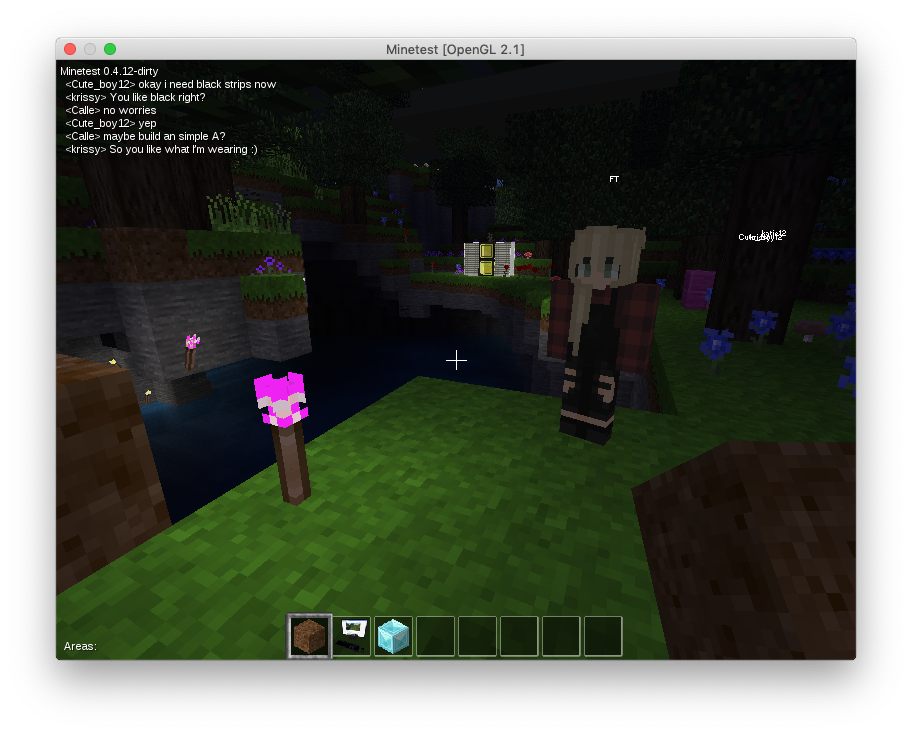 Minetest [OpenGL 2.1]
Minetest 0.4.12-dirty
<Cute_boy12> okay i need black strips now
<krissy> You like black right?
<Calle> no worries
<Cute_boy12> yep
<Calle> maybe build an simple A?
<krissy> So you like what I'm wearing :)
FT
Areas: